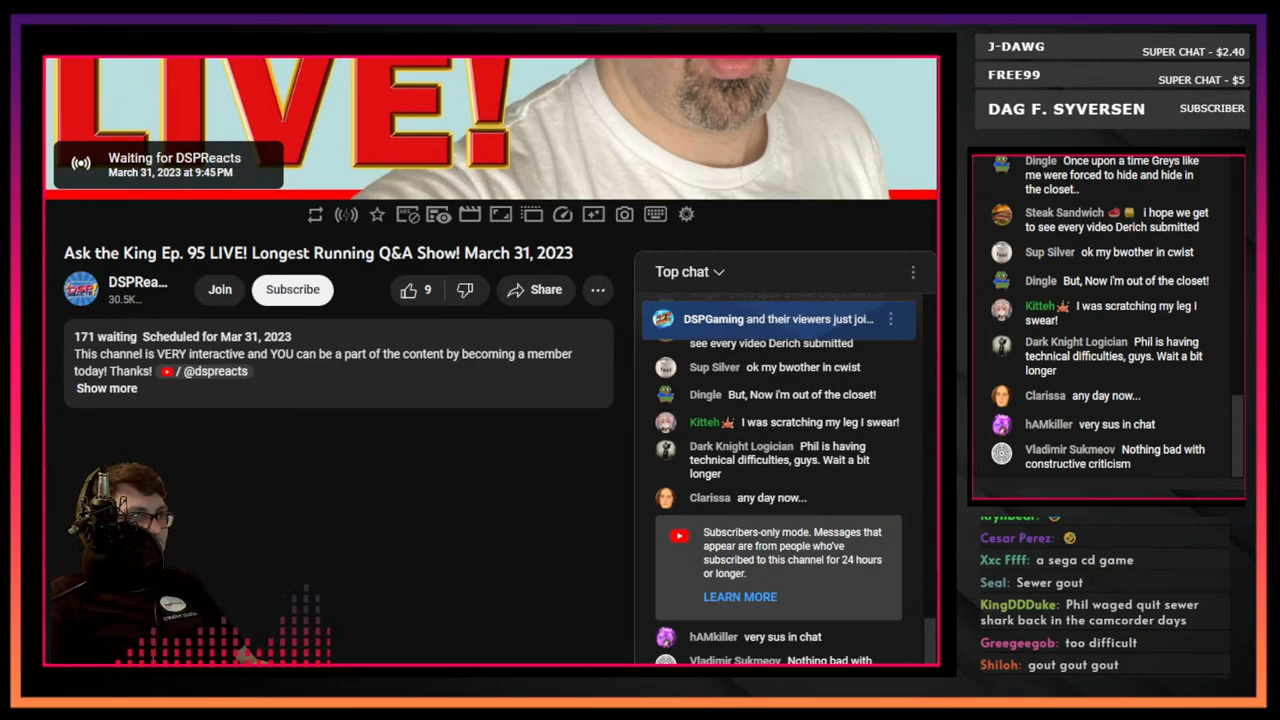 LIVE!
Waiting for DSPReacts
March 31, 2023 at 9:45 PM
Ask the King Ep. 95 LIVE! Longest Running Q&A Show! March 31, 2023
DSPRea...
30.5K...
Join
Subscribe
9
Share
171 waiting Scheduled for Mar 31, 2023
This channel is VERY interactive and YOU can be a part of the content by becoming a member
today! Thanks! / @dspreacts
Show more
Top chat
DSPGaming and their viewers just joi...
see every video Derich submitted
Sup Silver ok my bwother in cwist
Dingle But, Now i'm out of the closet!
Kitteh I was scratching my leg I swear!
Dark Knight Logician Phil is having
technical difficulties, guys. Wait a bit
longer
Clarissa any day now...
Subscribers-only mode. Messages that
appear are from people who've
subscribed to this channel for 24 hours
or longer.
LEARN MORE
hAMkiller very sus in chat
Vladimir Sukmeov Nothing bad with
J-DAWG SUPER CHAT - $2.40
FREE99 SUPER CHAT - $5
DAG F. SYVERSEN SUBSCRIBER
Dingle Once upon a time Greys like
me were forced to hide and hide in
the closet..
Steak Sandwich i hope we get
to see every video Derich submitted
Sup Silver ok my bwother in cwist
Dingle But, Now i'm out of the closet!
Kitteh I was scratching my leg I
swear!
Dark Knight Logician Phil is having
technical difficulties, guys. Wait a bit
longer
Clarissa any day now...
hAMkiller very sus in chat
Vladimir Sukmeov Nothing bad with
constructive criticism
Cesar Perez:
Xxc Ffff: a sega cd game
Seal: Sewer gout
KingDDDuke: Phil waged quit sewer
shark back in the camcorder days
Greegeegob: too difficult
Shiloh: gout gout gout